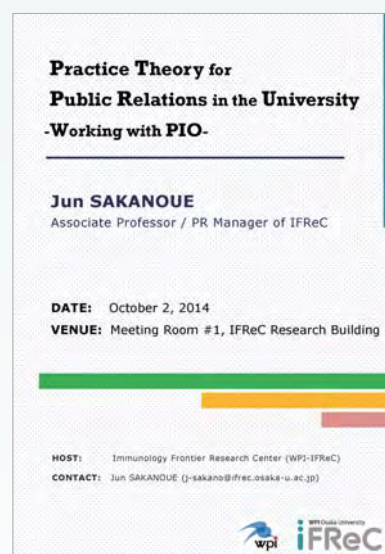 Practice Theory for
Public Relations in the University
-Working with PIO-
Jun SAKANOUE
Associate Professor / PR Manager of IFReC
DATE: October 2, 2014
VENUE: Meeting Room #1, IFReC Research Building
HOST: Immunology Frontier Research Center (WPI-IFReC)
CONTACT: Jun SAKANOUE (j-sakano@ifrec.osaka-u.ac.jp)
WPI Osaka University
wpi iFReC